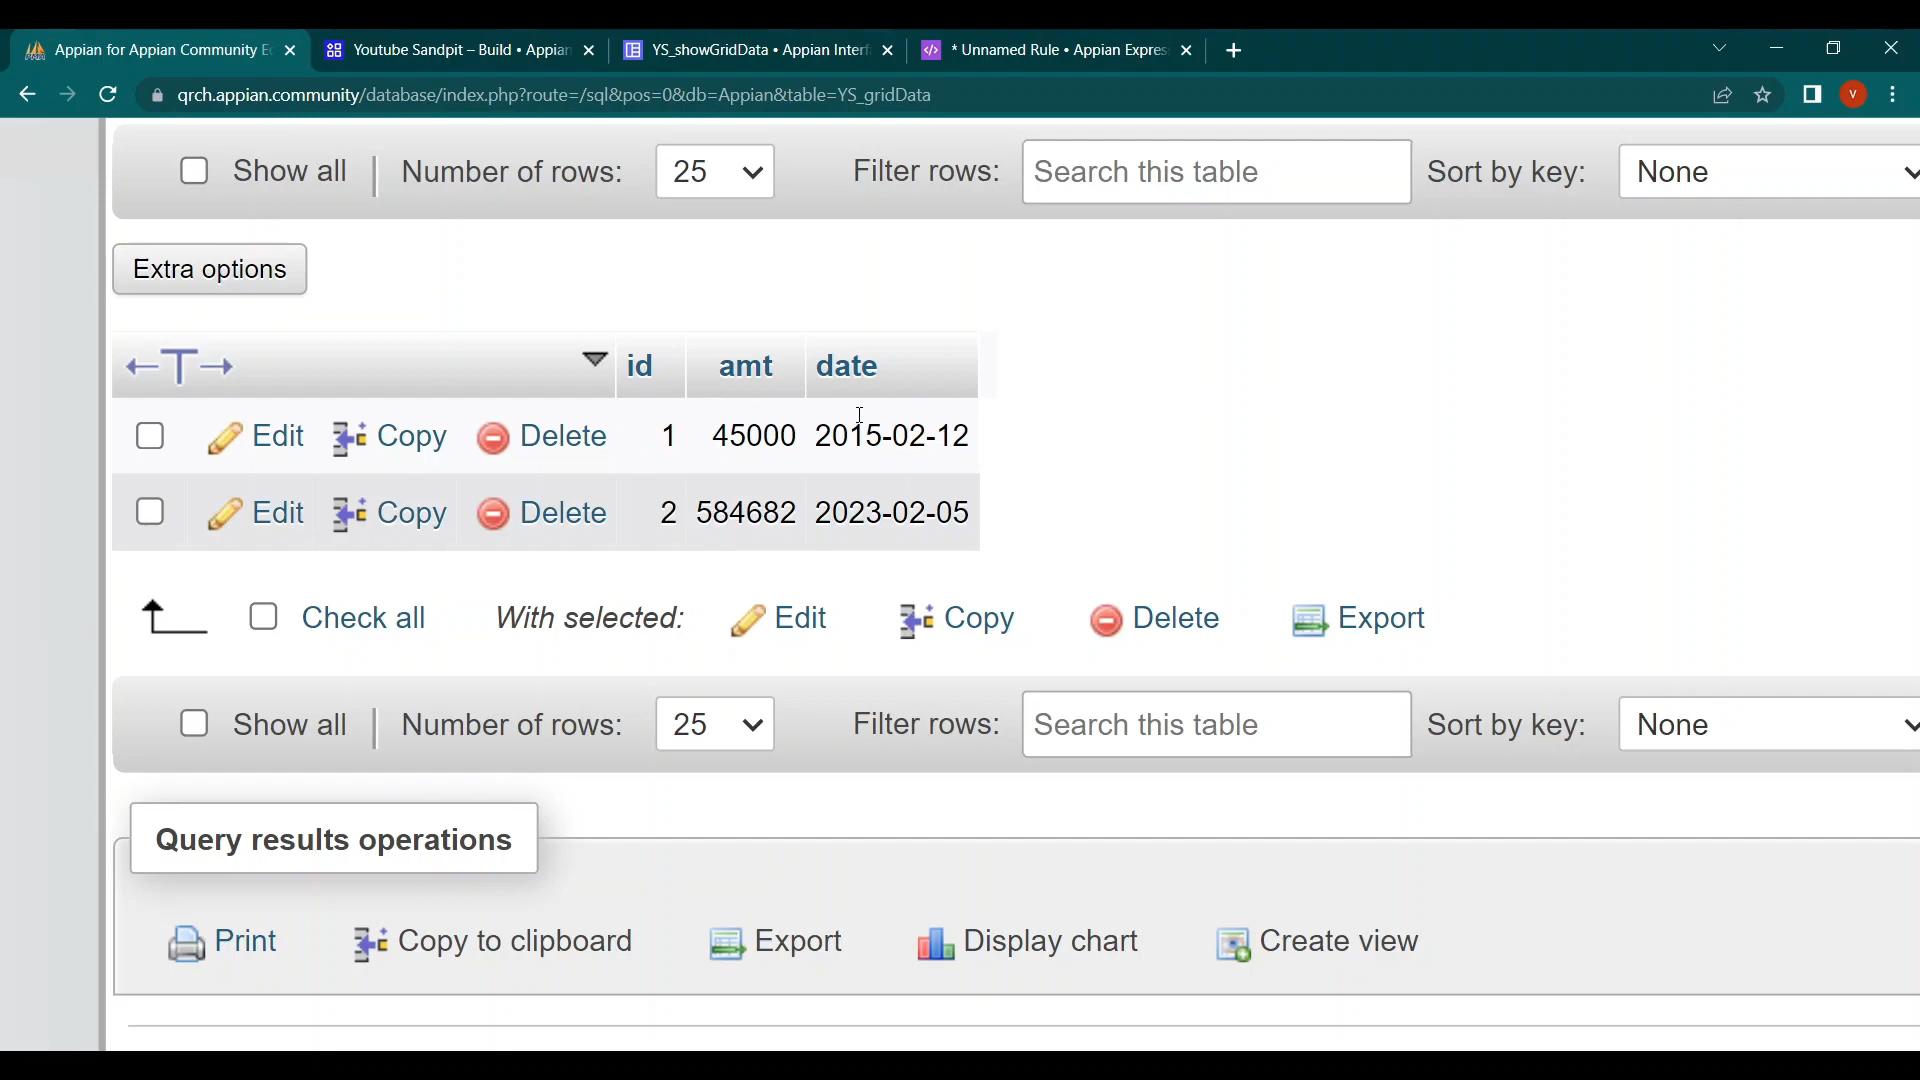 Appian for Appian Community E
Youtube Sandpit – Build • Appian
YS_showGridData • Appian Interf
* Unnamed Rule • Appian Expres
qrch.appian.community/database/index.php?route=/sql&pos=0&db=Appian&table=YS_gridData
V
Show all Number of rows: 25 Filter rows: Search this table Sort by key: None
Extra options
id amt date
Edit Copy Delete 1 45000 2015-02-12
Edit Copy Delete 2 584682 2023-02-05
Check all With selected: Edit Copy Delete Export
Show all Number of rows: 25 Filter rows: Search this table Sort by key: None
Query results operations
Print Copy to clipboard Export Display chart Create view